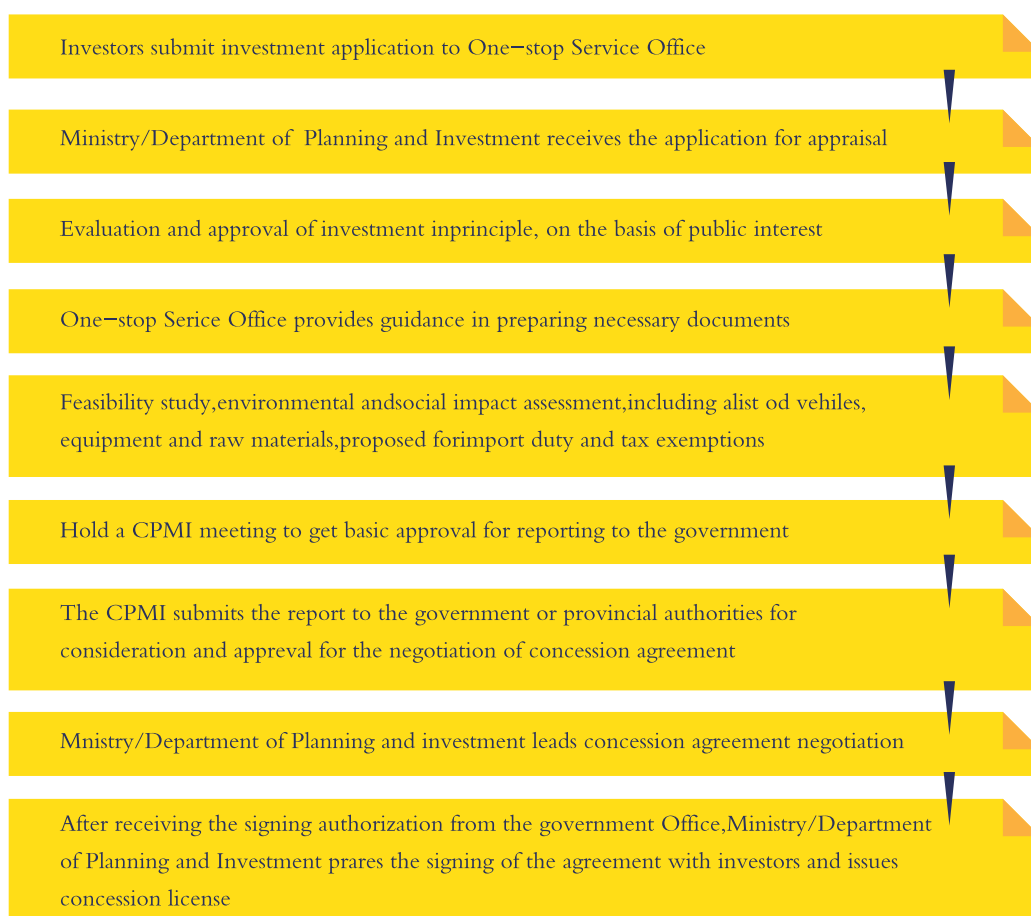 Investors submit investment application to One-stop Service Office
Ministry/Department of  Planning and Investment receives the application for appraisal
Evaluation and approval of investment inprinciple, on the basis of public interest
One-stop Serice Office provides guidance in preparing necessary documents
Feasibility study,environmental andsocial impact assessment,including alist od vehiles,
equipment and raw materials,proposed forimport duty and tax exemptions
Hold a CPMI meeting to get basic approval for reporting to the government
The CPMI submits the report to the government or provincial authorities for
consideration and appreval for the negotiation of concession agreement
Mnistry/Department of Planning and investment leads concession agreement negotiation
After receiving the signing authorization from the government Office,Ministry/Department
of Planning and Investment prares the signing of the agreement with investors and issues
concession license